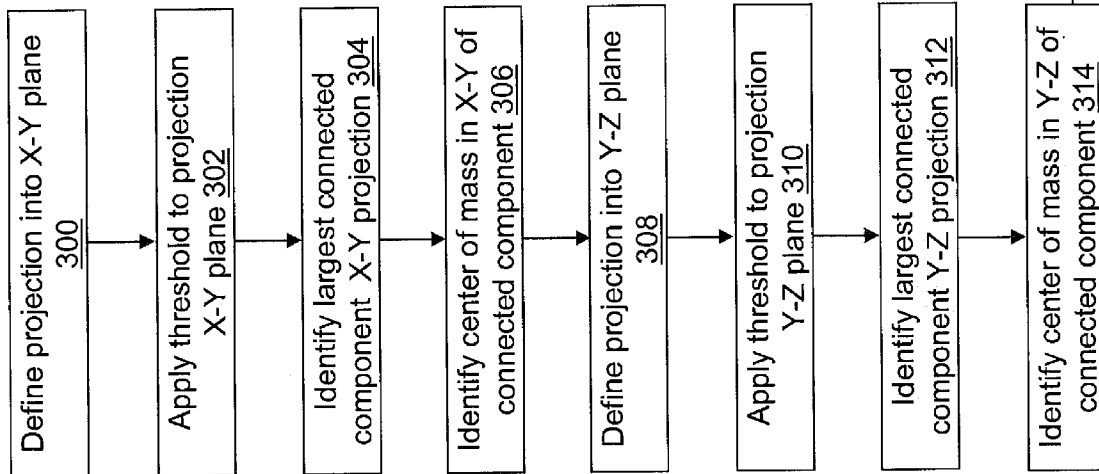 Define projection into X-Y plane
300
Apply threshold to projection
X-Y plane 302
Identify largest connected
component X-Y projection 304
Identify center of mass in X-Y of
connected component 306
Define projection into Y-Z plane
308
Apply threshold to projection
Y-Z plane 310
Identify largest connected
component Y-Z projection 312
Identify center of mass in Y-Z of
connected component 314